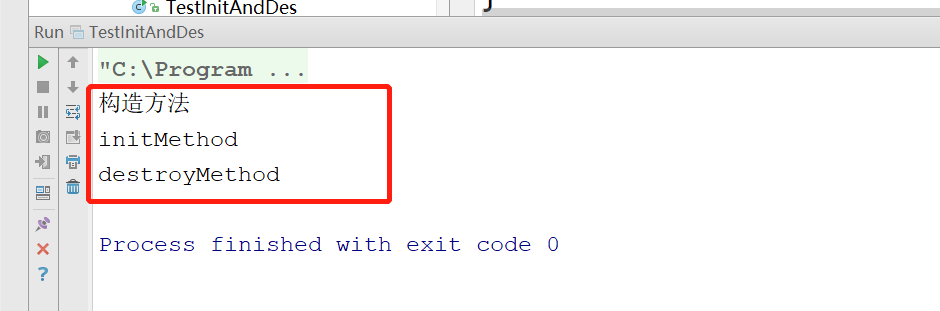 TestInitAndDes
Run TestInitAndDes
"C:\Program ...
构造方法
initMethod
destroyMethod
Process finished with exit code 0